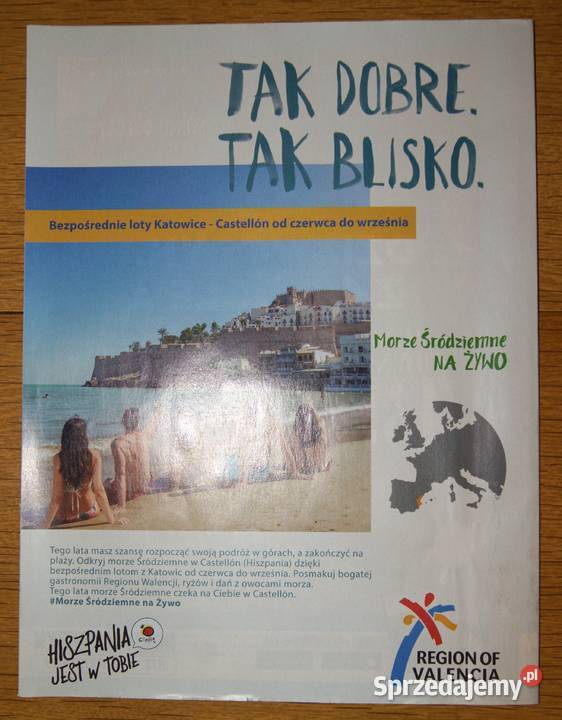 TAK DOBRE.
TAK BLISKO.
Bezpośrednie loty Katowice - Castellón od czerwca do września
Morze Śródziemne
NA ŻYWO
Tego lata masz szansę rozpocząć swoją podróż w górach, a zakończyć na
plaży. Odkryj morze Śródziemne w Castellón (Hiszpania) dzięki
bezpośrednim lotom z Katowic od czerwca do września. Posmakuj bogatej
gastronomii Regionu Walencji, ryżów i dań z owocami morza.
Tego lata morze Śródziemne czeka na Ciebie w Castellón.
#Morze Śródziemne na Żywo
HISZPANIA
JEST W TOBIE
REGION OF
VALENCIA
Sprzedajemy.pl